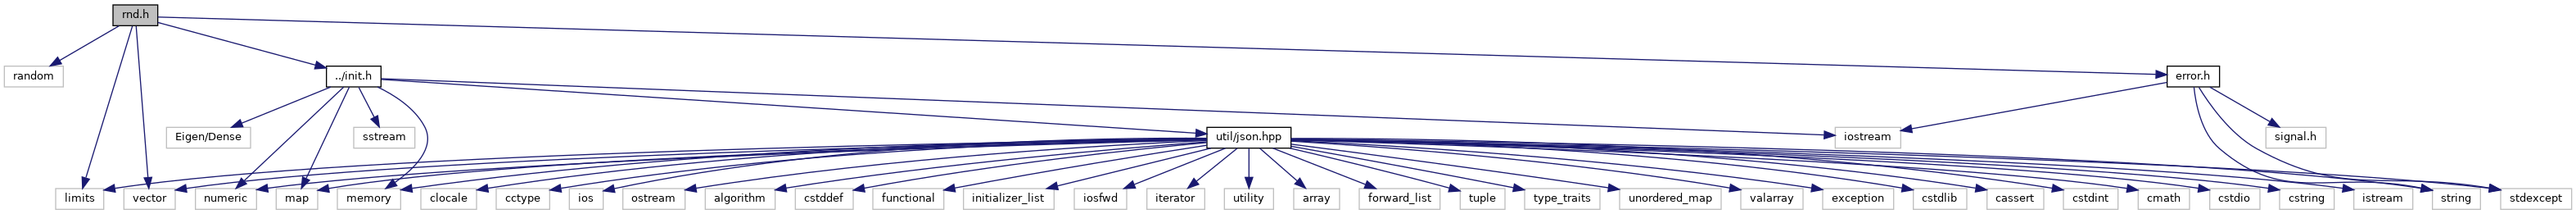 rnd.h
random
../init.h
error.h
Eigen/Dense
sstream
util/json.hpp
iostream
signal.h
limits
vector
numeric
map
memory
clocale
cctype
ios
ostream
algorithm
cstddef
functional
initializer_list
iosfwd
iterator
utility
array
forward_list
tuple
type_traits
unordered_map
valarray
exception
cstdlib
cassert
cstdint
cmath
cstdio
cstring
istream
string
stdexcept